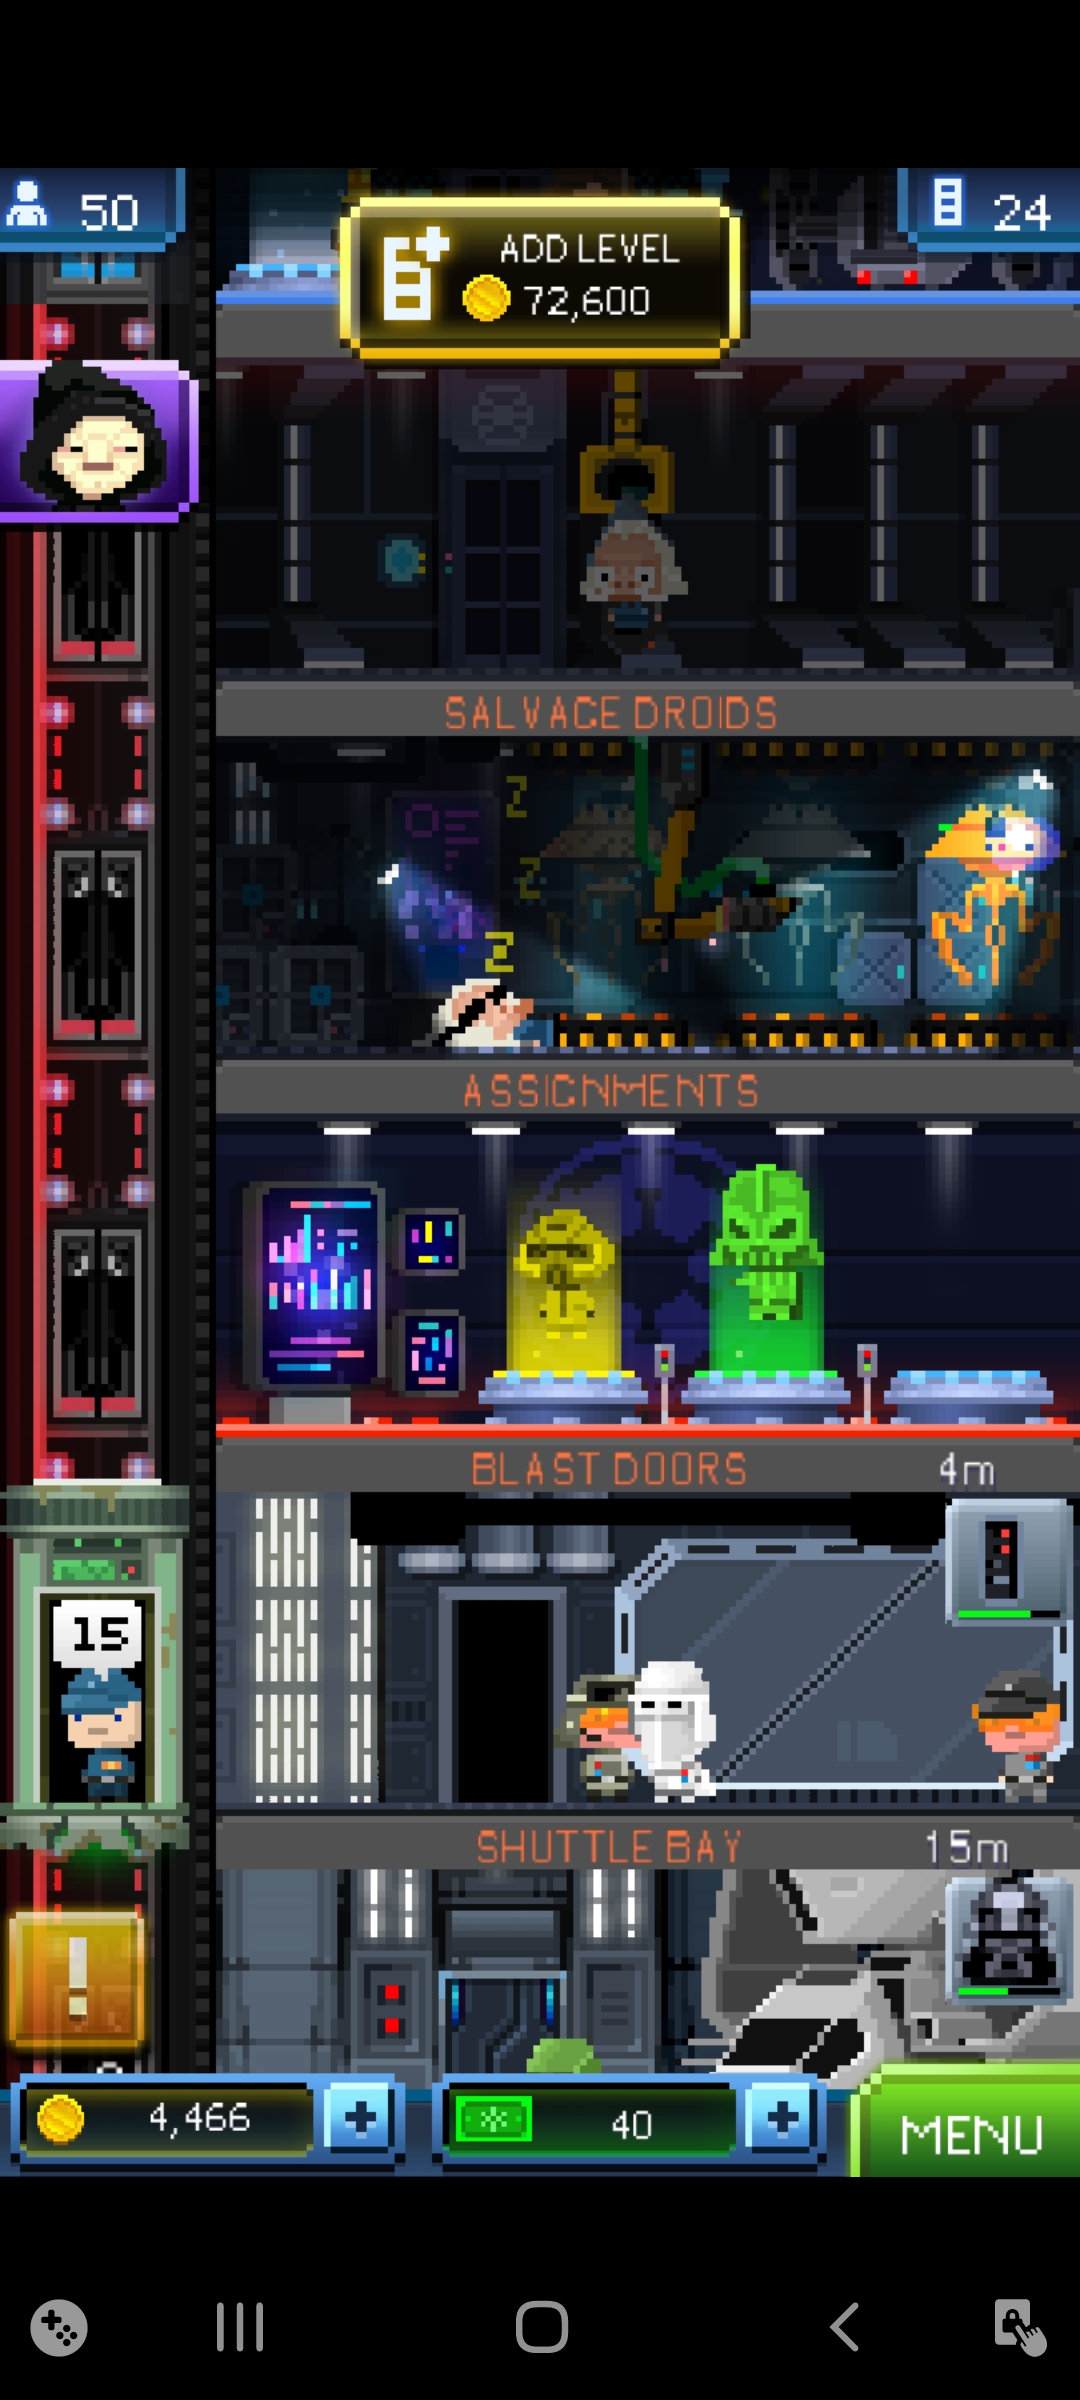 50
ADD LEVEL
72,600
24
SALVAGE DROIDS
Z
Z
Z
ASSIGNMENTS
BLAST DOORS 4m
15
SHUTTLE BAY 15m
!
4,466 +
40 +
MENU